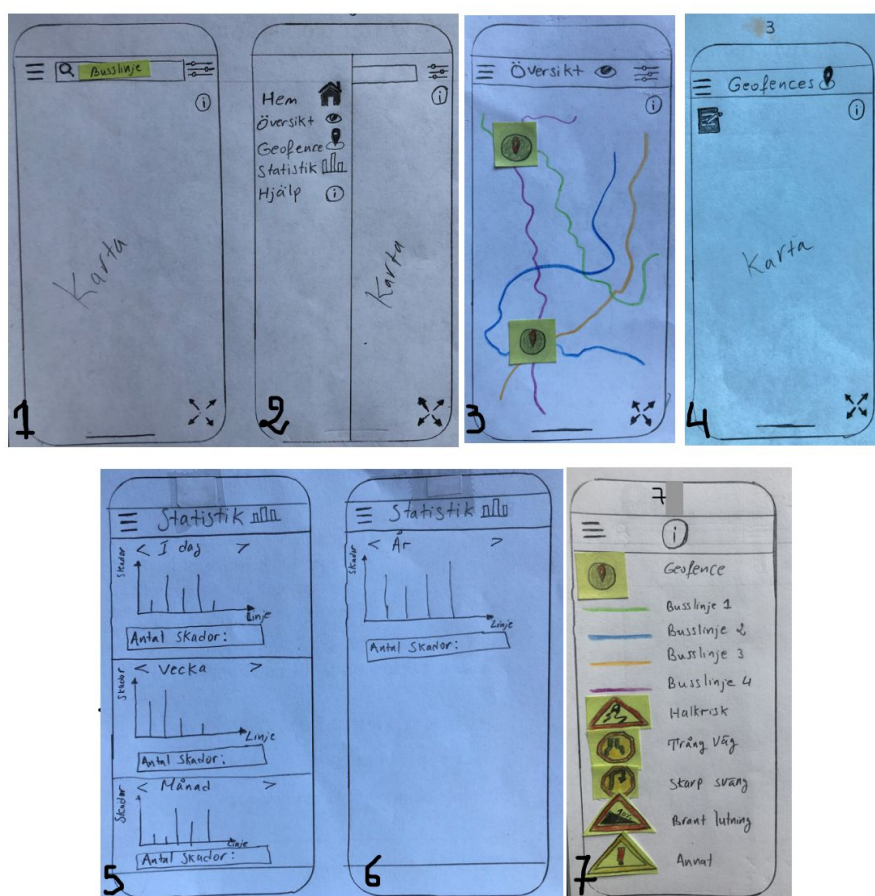 Busslinje
i
Karta
1
Hem
Översikt
Geofence
Statistik
Hjälp i
i
Karta
2
Översikt
i
3
3
Geofences
i
Karta
4
Statistik
< I dag >
Skador
Linje
Antal Skador:
< Vecka >
Skador
Linje
Antal Skador:
< Månad >
Skador
Linje
Antal Skador:
5
Statistik
< År >
Skador
Linje
Antal Skador:
6
7
i
Geofence
Busslinje 1
Busslinje 2
Busslinje 3
Busslinje 4
Halkrisk
Trång Väg
Skarp sväng
10%
Brant lutning
!
Annat
7